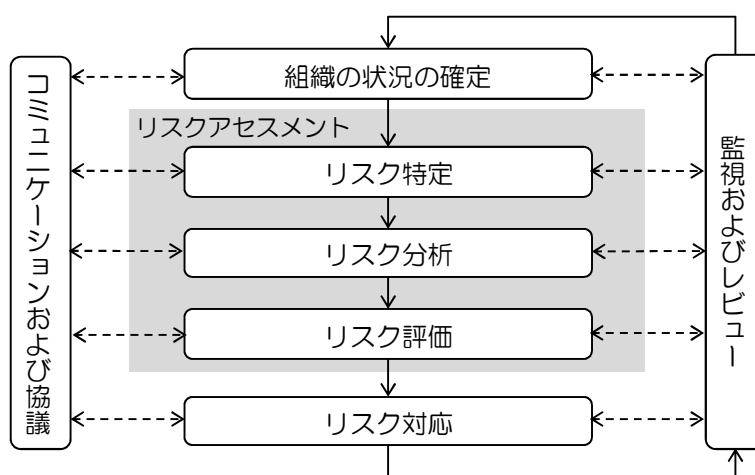 組織の状況の確定
コミュニケーションおよび協議
リスクアセスメント
監視およびレビュー
リスク特定
リスク分析
リスク評価
リスク対応